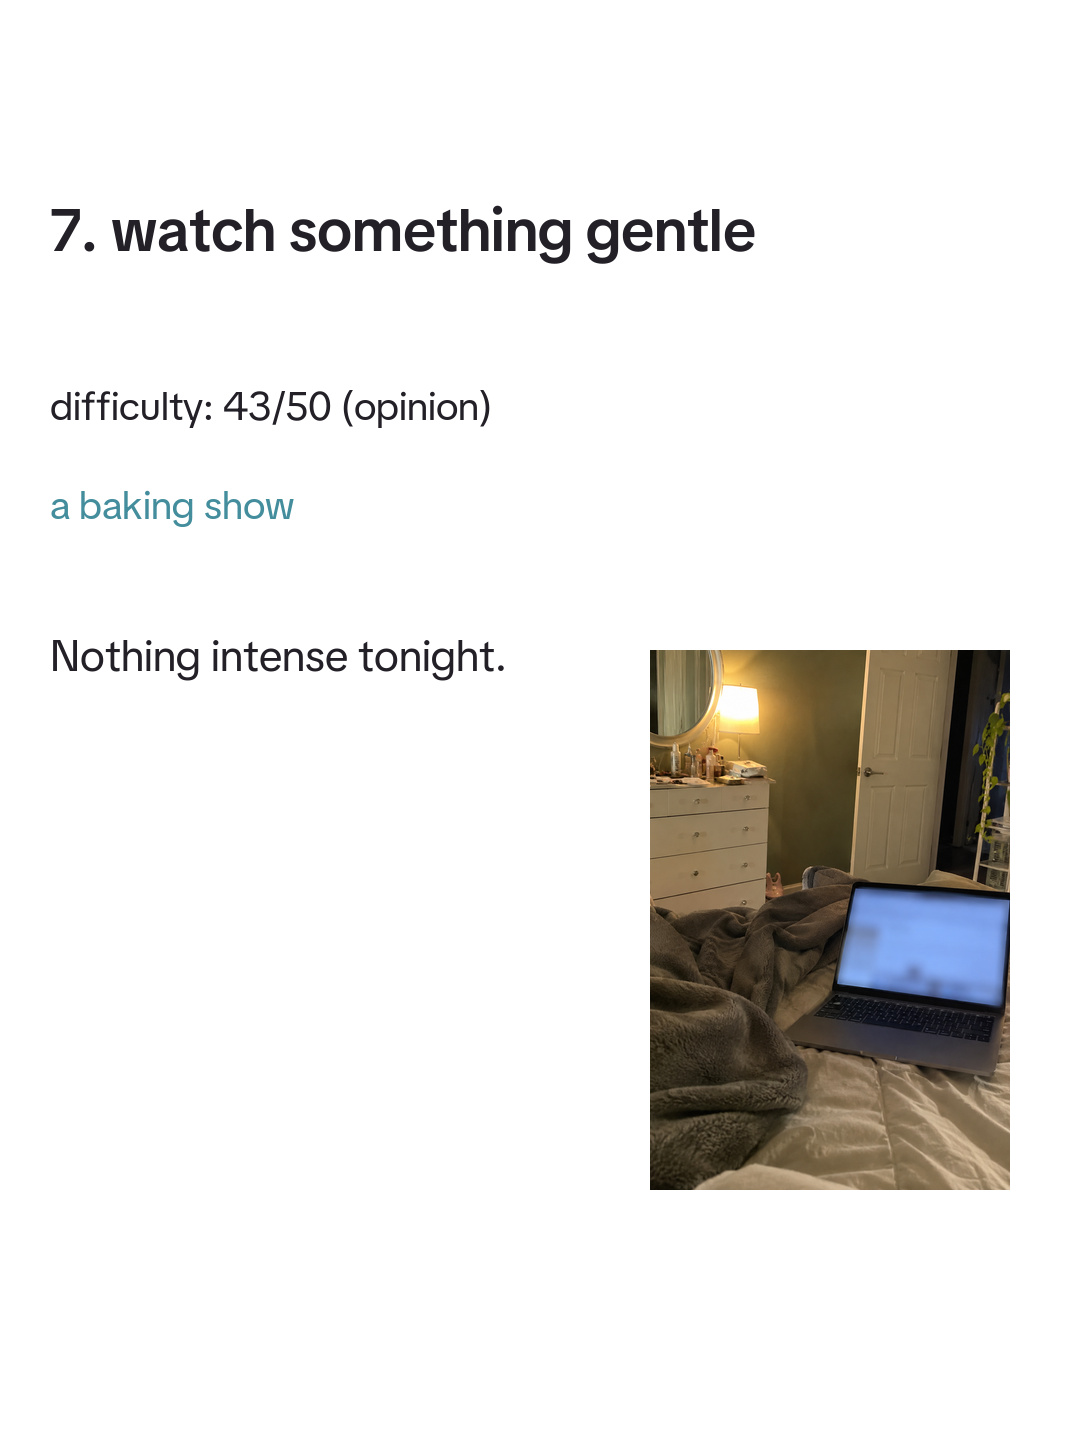 7. watch something gentle
difficulty: 43/50 (opinion)
a baking show
Nothing intense tonight.